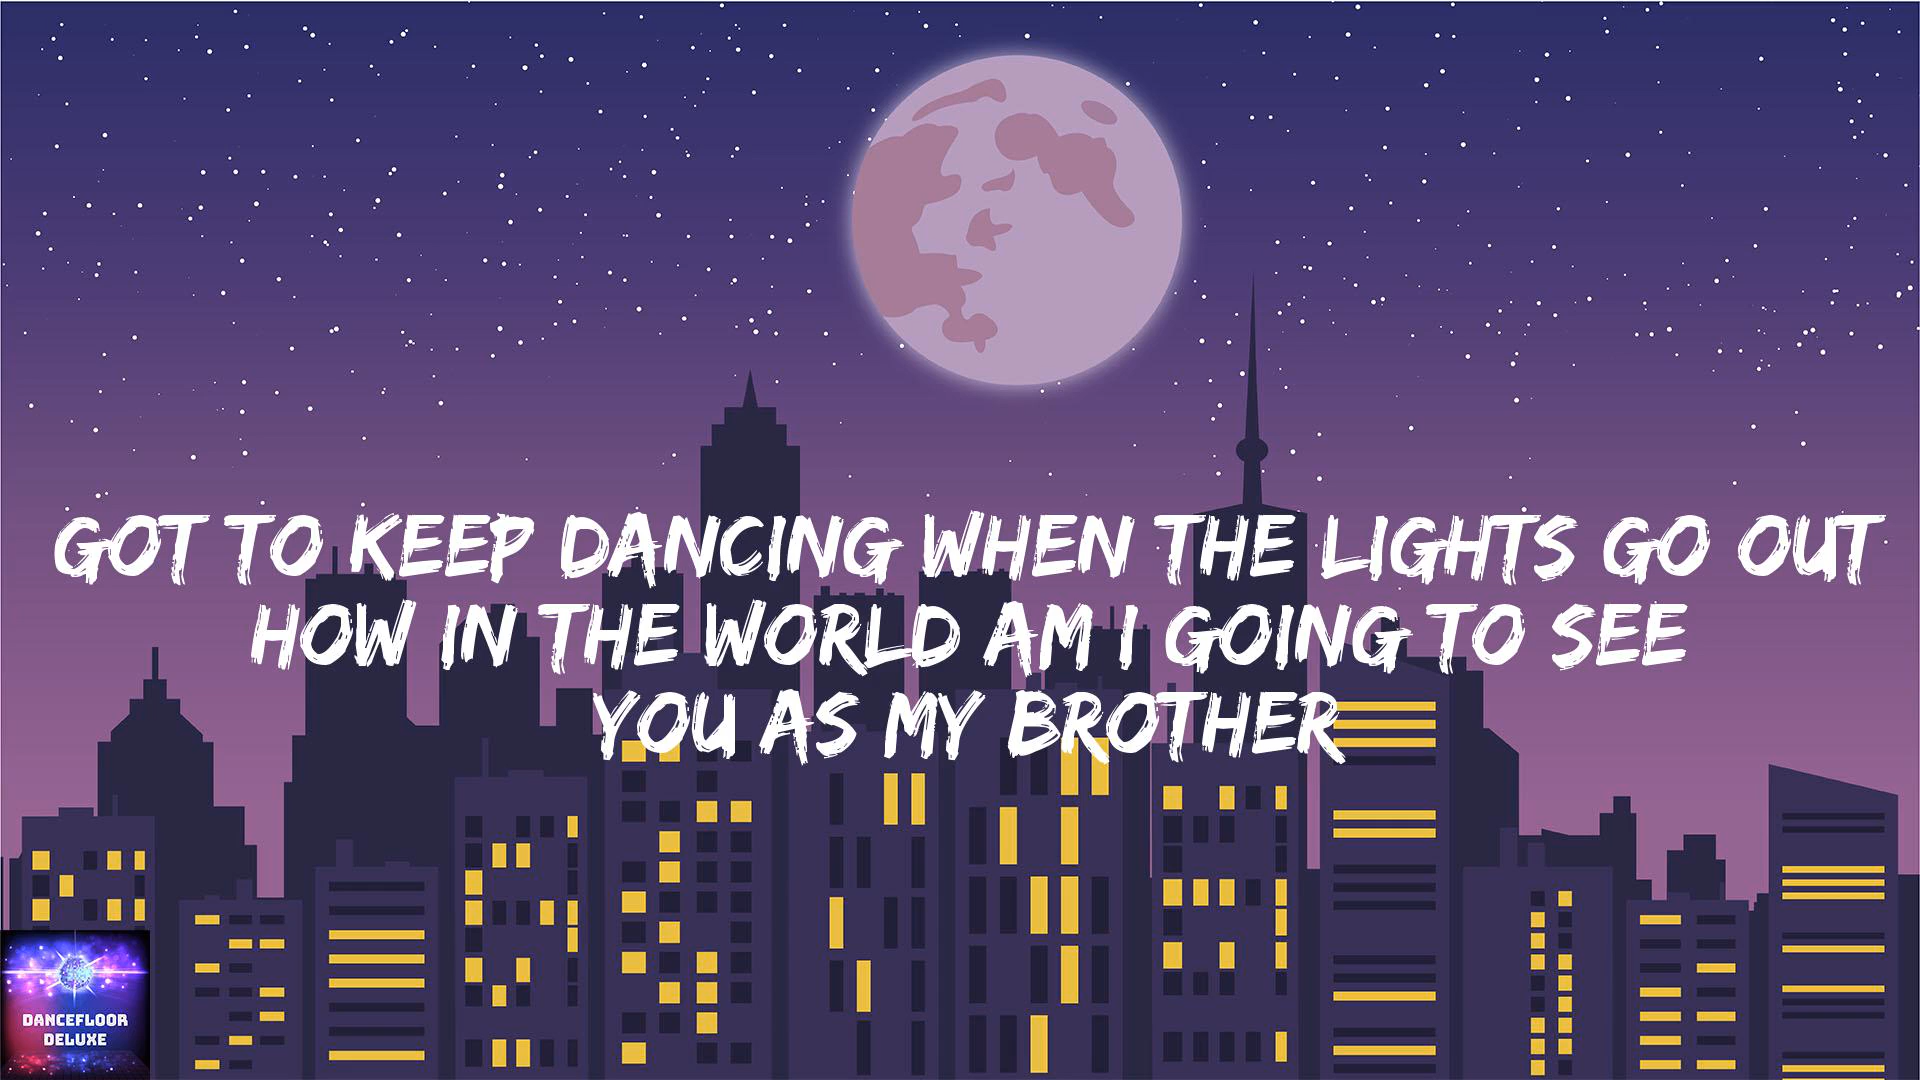 GOT TO KEEP DANCING WHEN THE LIGHTS GO OUT
HOW IN THE WORLD AM I GOING TO SEE
YOU AS MY BROTHER
DANCEFLOOR
DELUXE